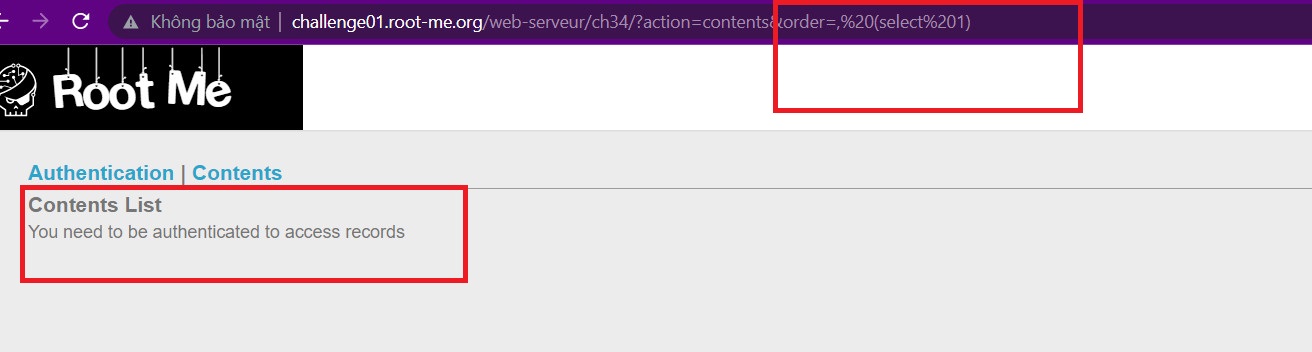 Không bảo mật | challenge01.root-me.org/web-serveur/ch34/?action=contents&order=,%20(select%201)
Root Me
Authentication | Contents
Contents List
You need to be authenticated to access records